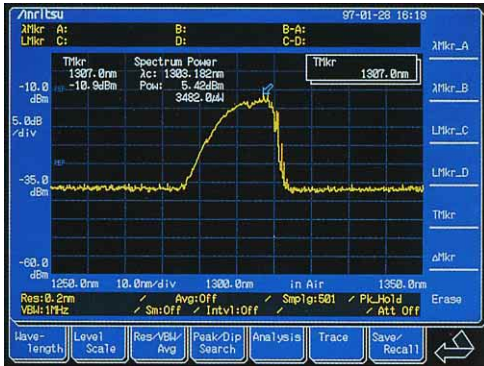 Anritsu 97-01-28 16:19
λMkr A: B: B-A:
LMkr C: D: C-D:
TMkr
1307.0nm
-10.9dBm
Spectrum Power
λc: 1303.182nm
Pow: 5.42dBm
3482.0μW
TMkr
1307.0nm
-10.0
dBm
5.0dB
/div
-35.0
dBm
-60.0
dBm
1250.0nm 10.0nm/div 1300.0nm in Air 1350.0nm
Res:0.2nm / Avg:Off / Smplg:501 / Pk_Hold
VBW:1MHz / Sm:Off / Intvl:Off / / Att Off
λMkr_A
λMkr_B
LMkr_C
LMkr_D
TMkr
ΔMkr
Erase
Wave-
length
Level
Scale
Res/VBW/
Avg
Peak/Dip
Search
Analysis
Trace
Save/
Recall